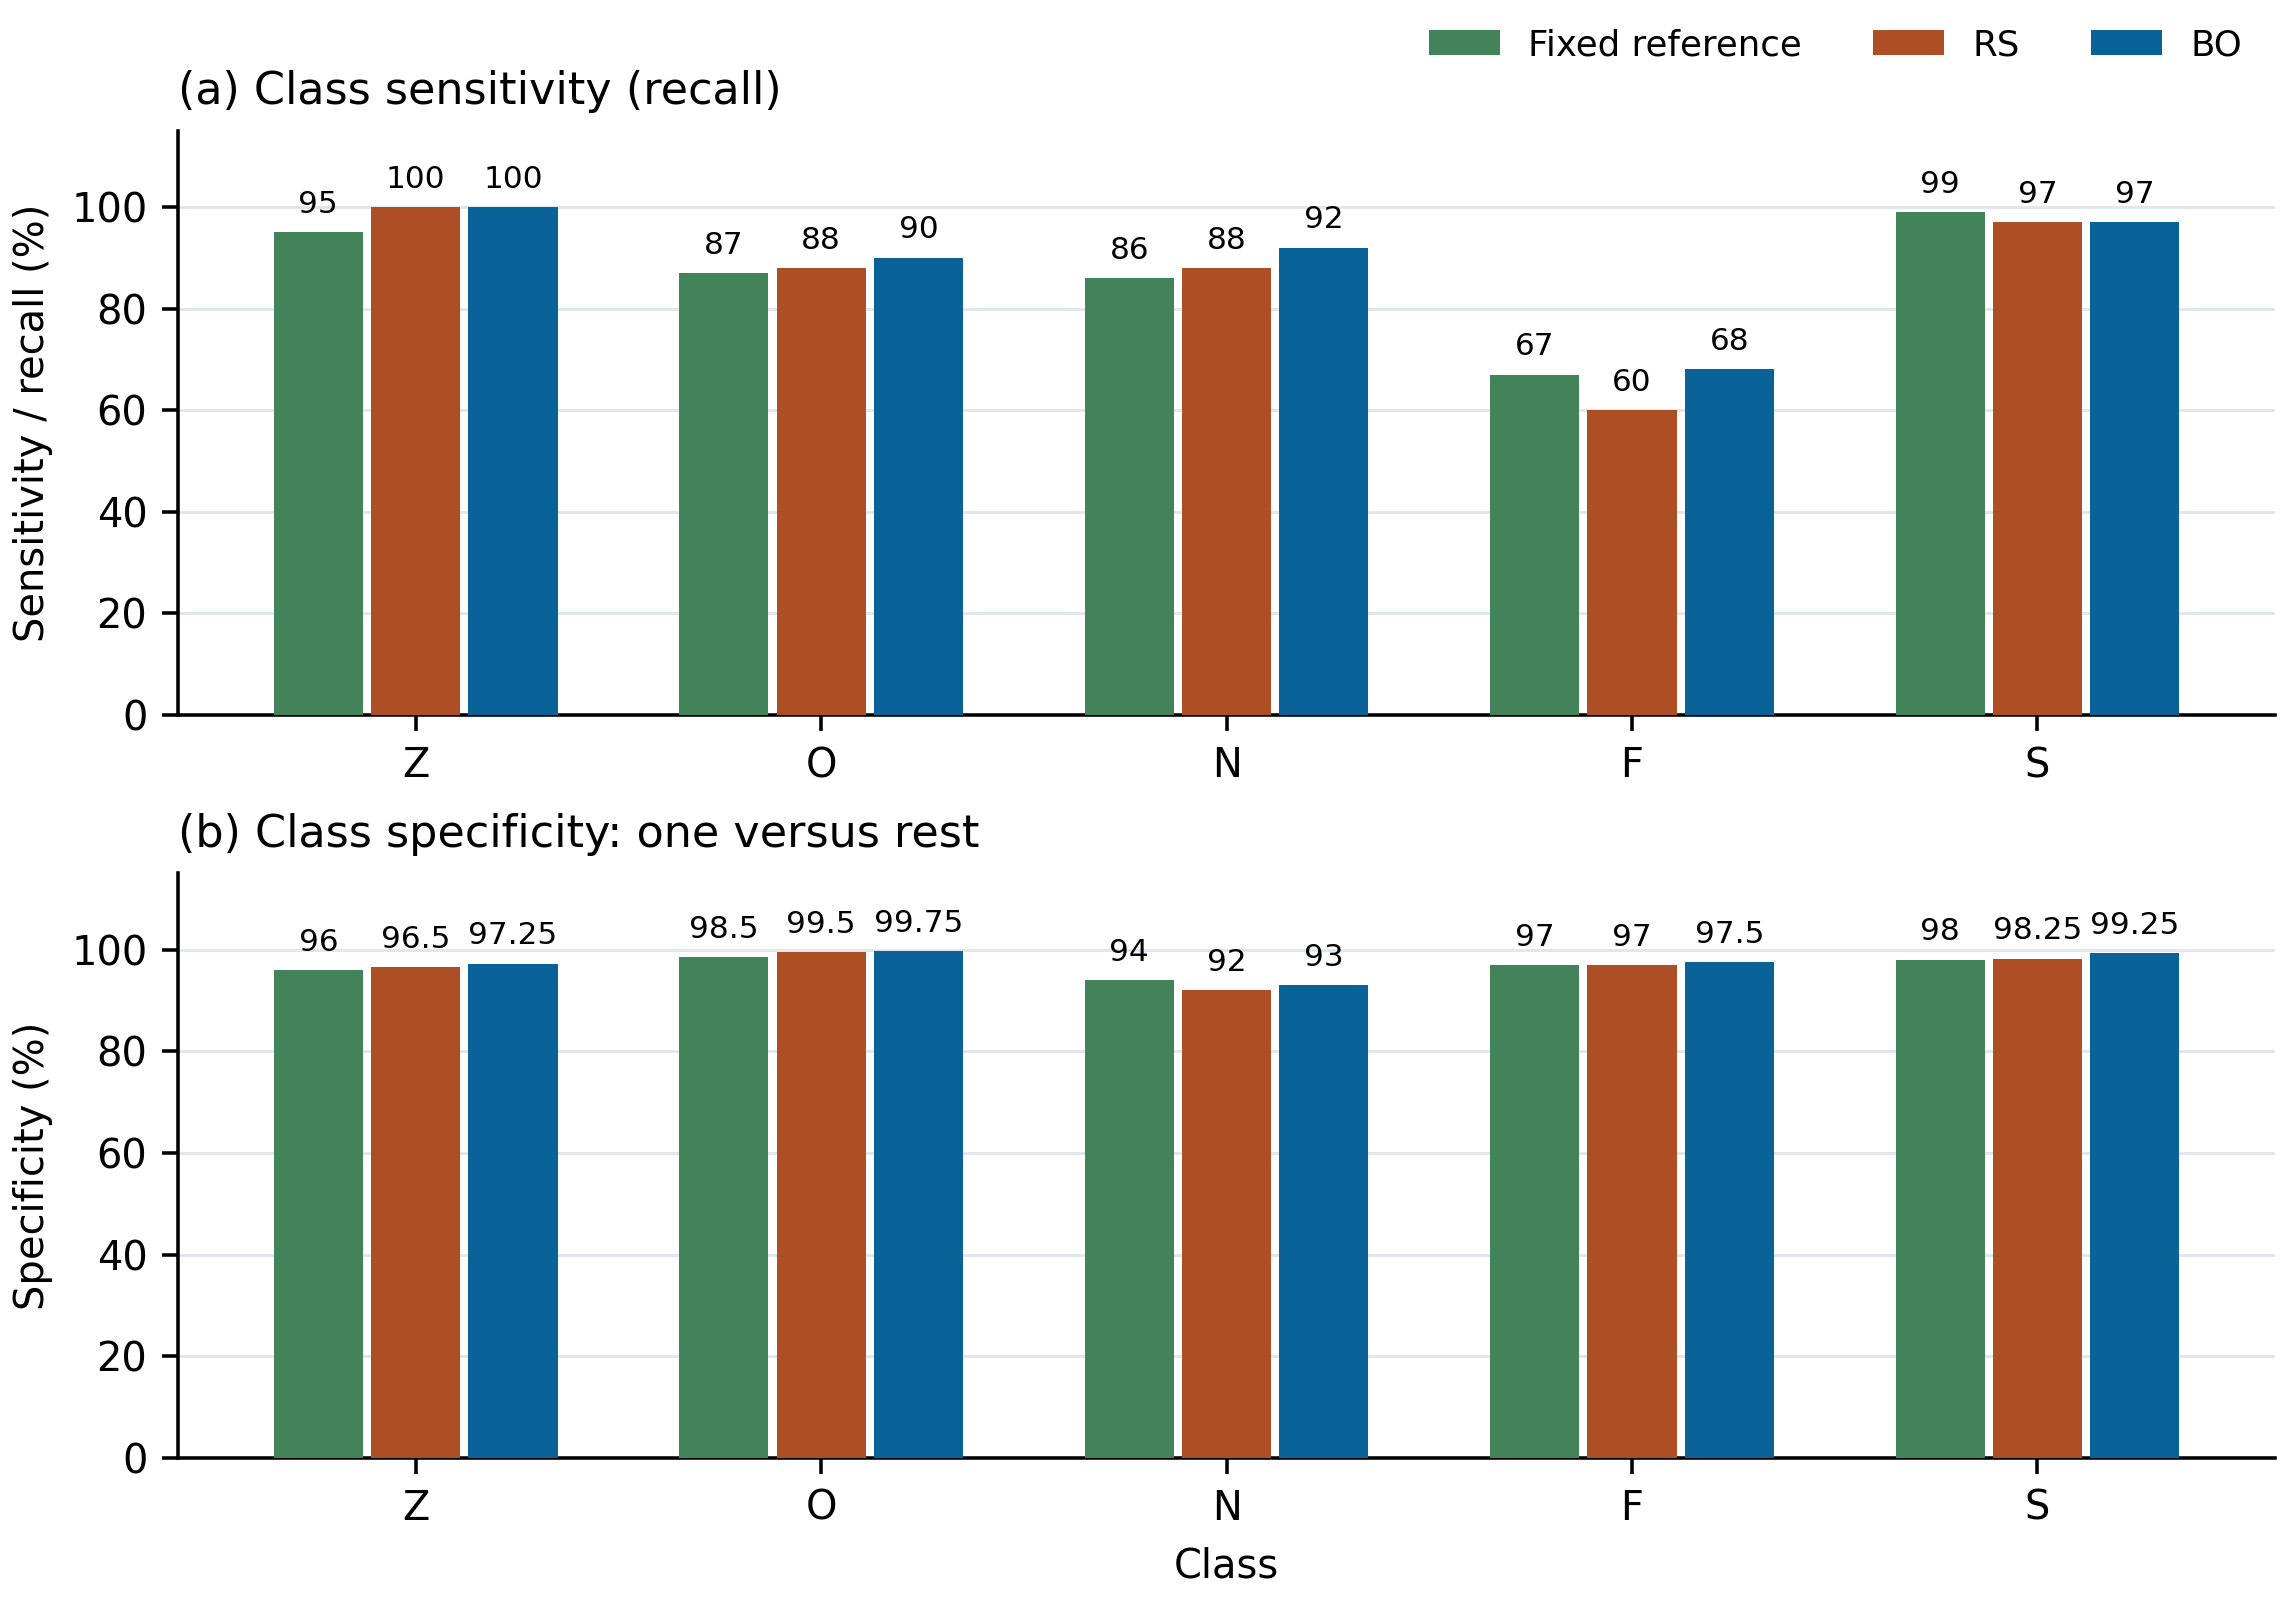 Fixed reference RS BO
(a) Class sensitivity (recall)
Sensitivity / recall (%)
100
80
60
40
20
0
95 100 100 87 88 90 86 88 92 67 60 68 99 97 97
Z O N F S
(b) Class specificity: one versus rest
Specificity (%)
100
80
60
40
20
0
96 96.5 97.25 98.5 99.5 99.75 94 92 93 97 97 97.5 98 98.25 99.25
Z O N F S
Class